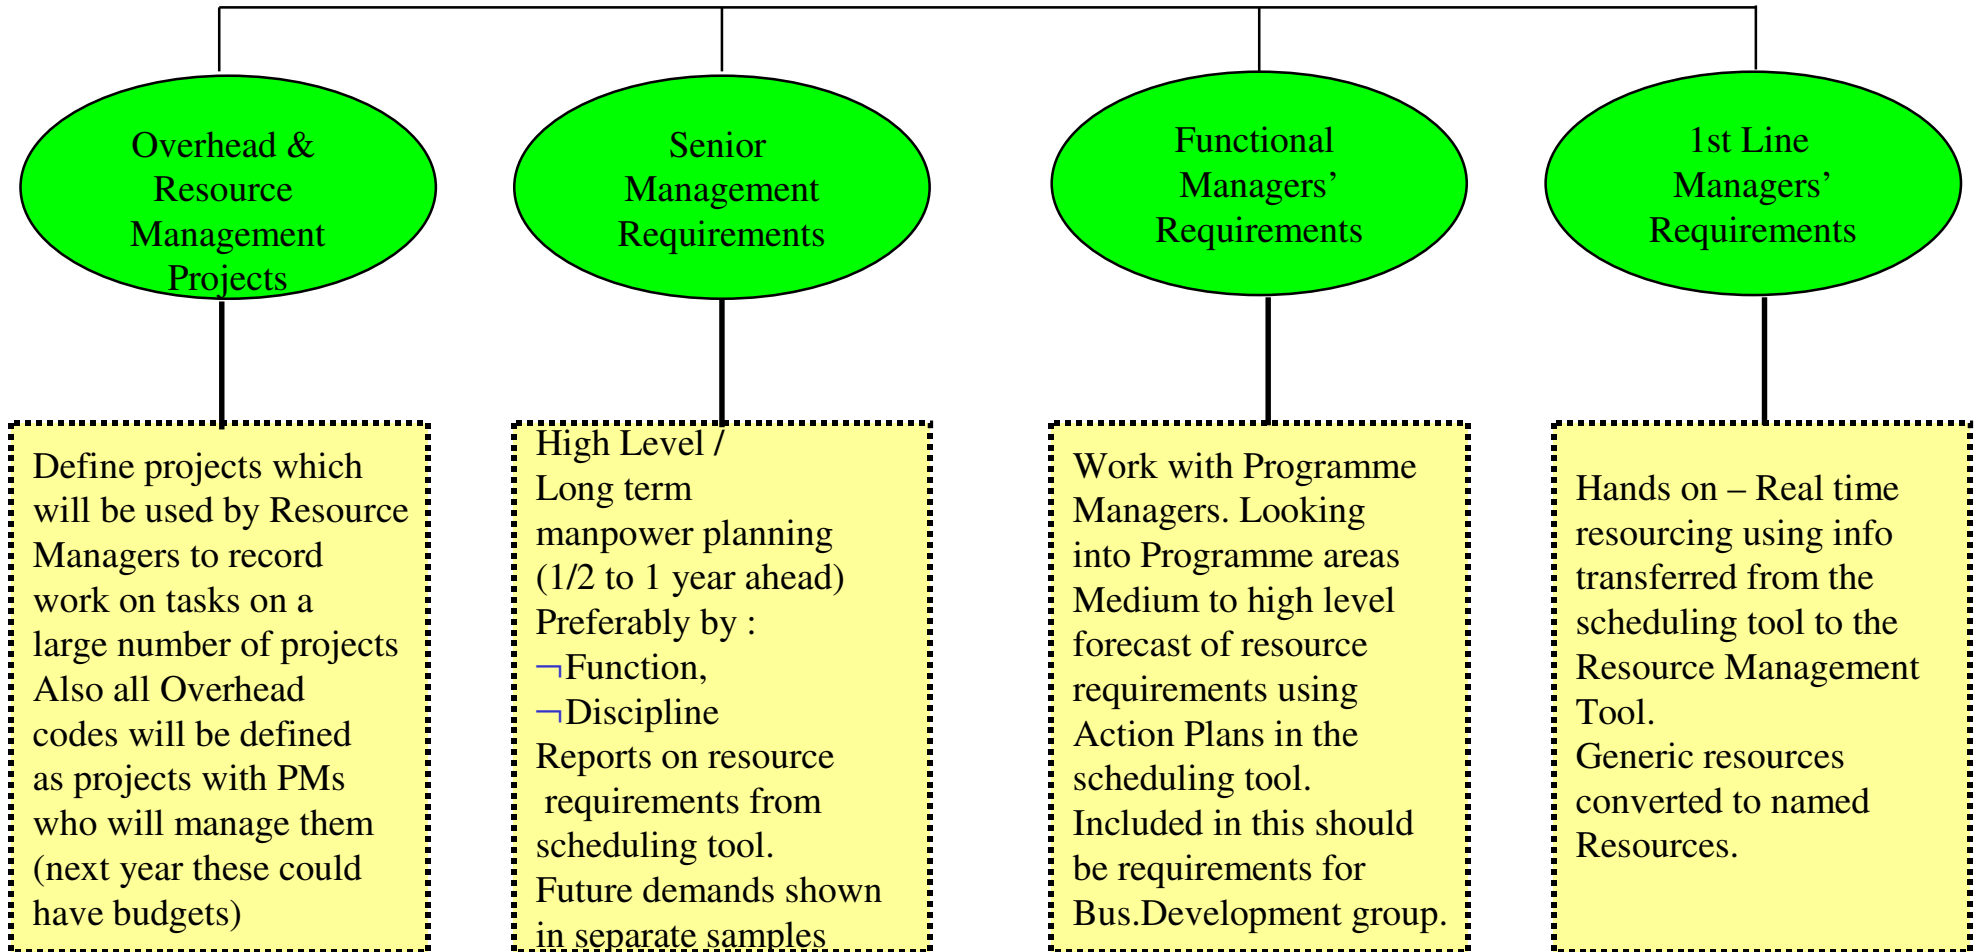 Overhead &
Resource
Management
Projects
Senior
Management
Requirements
Functional
Managers’
Requirements
1st Line
Managers’
Requirements
Define projects which
will be used by Resource
Managers to record
work on tasks on a
large number of projects
Also all Overhead
codes will be defined
as projects with PMs
who will manage them
(next year these could
have budgets)
High Level /
Long term
manpower planning
(1/2 to 1 year ahead)
Preferably by :
¬Function,
¬Discipline
Reports on resource
requirements from
scheduling tool.
Future demands shown
in separate samples
Work with Programme
Managers. Looking
into Programme areas
Medium to high level
forecast of resource
requirements using
Action Plans in the
scheduling tool.
Included in this should
be requirements for
Bus.Development group.
Hands on – Real time
resourcing using info
transferred from the
scheduling tool to the
Resource Management
Tool.
Generic resources
converted to named
Resources.